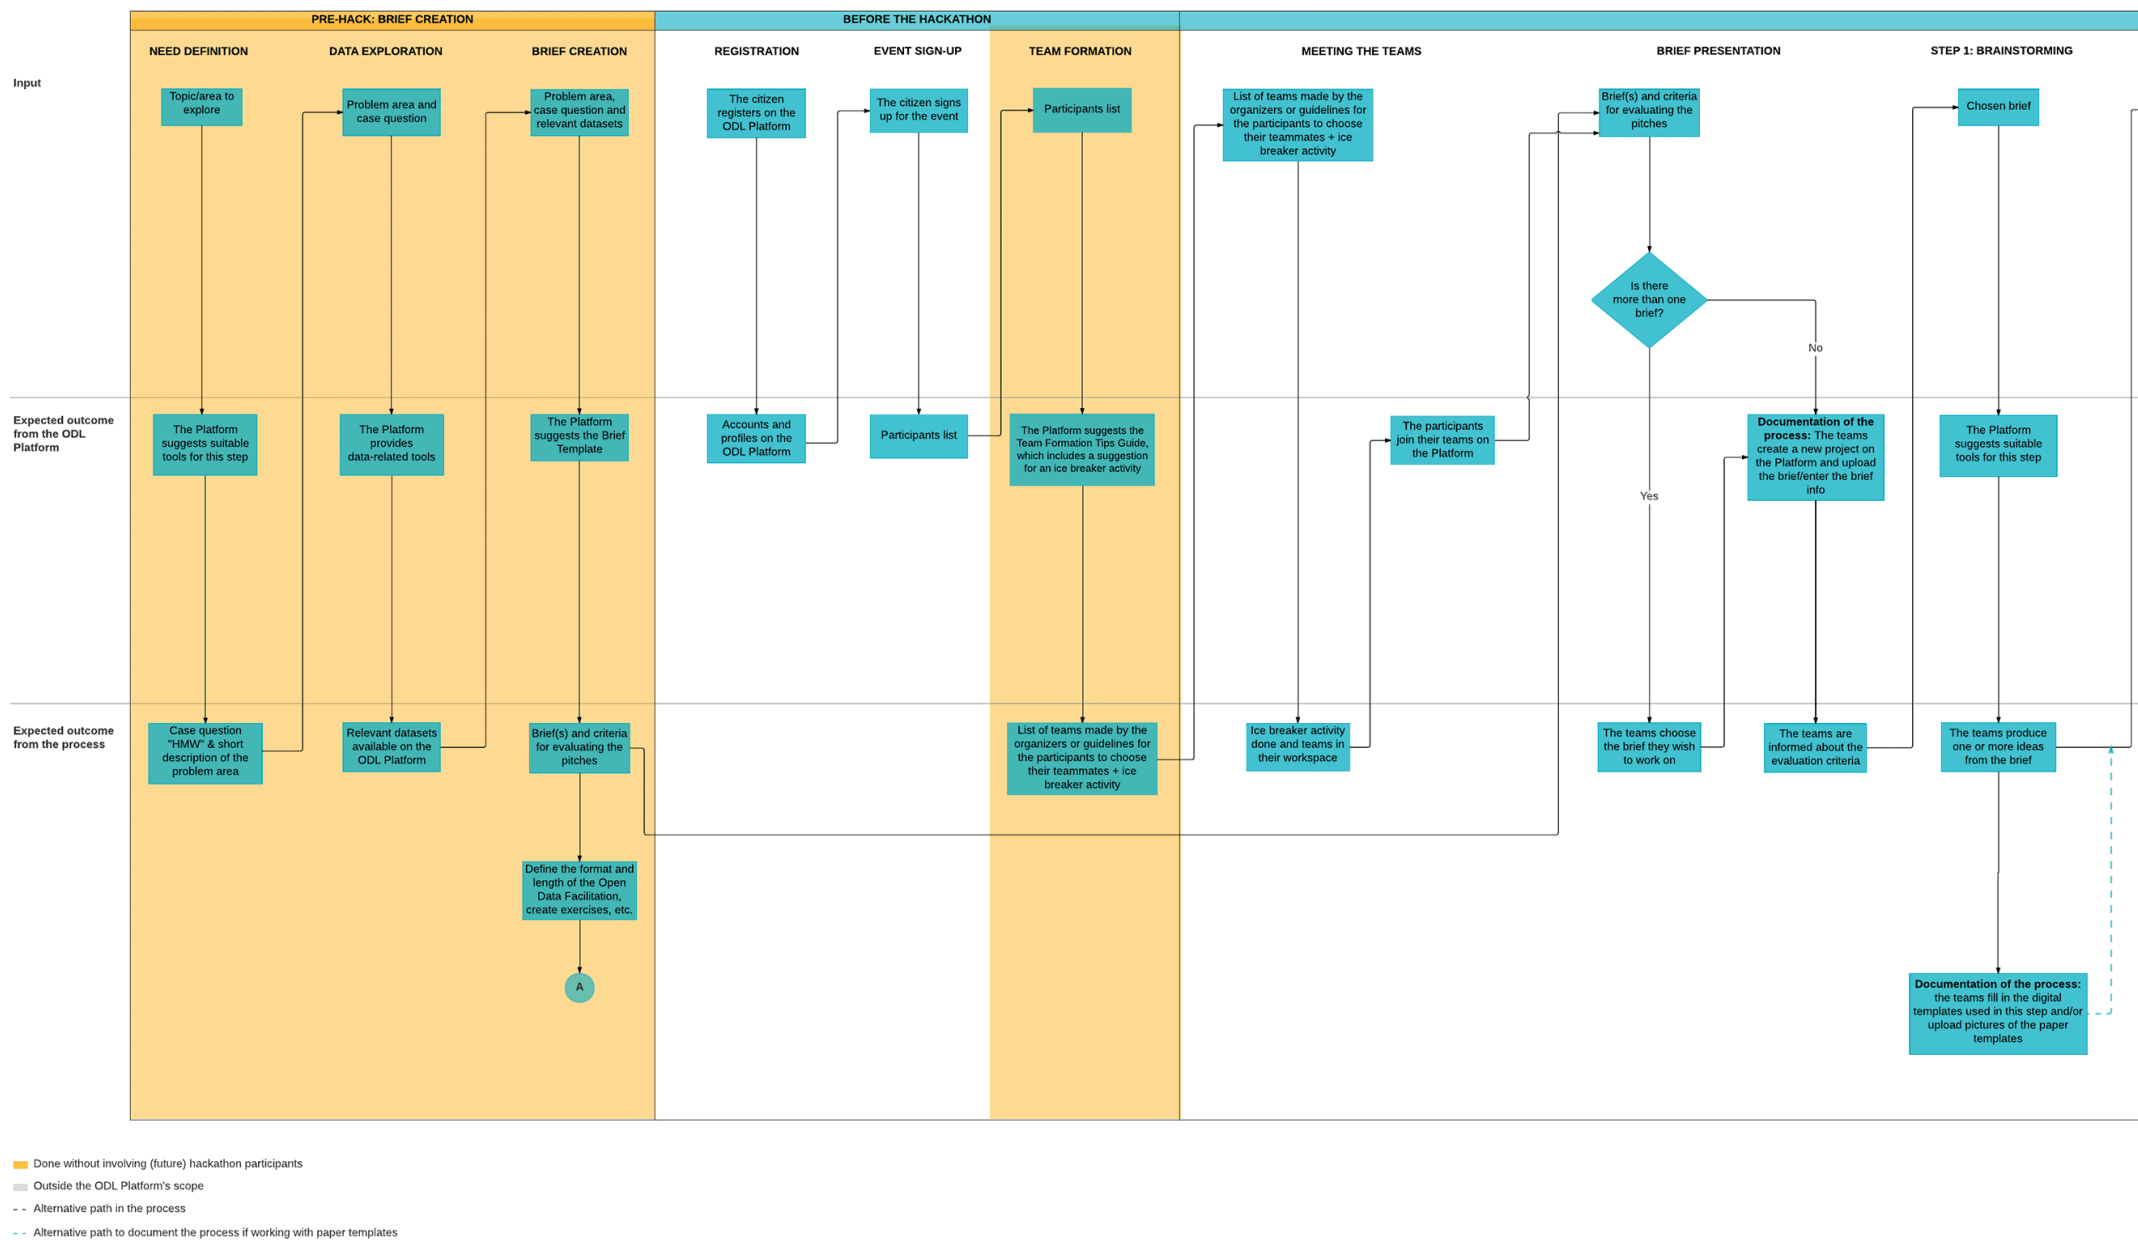 PRE-HACK: BRIEF CREATION
BEFORE THE HACKATHON
NEED DEFINITION
DATA EXPLORATION
BRIEF CREATION
REGISTRATION
EVENT SIGN-UP
TEAM FORMATION
MEETING THE TEAMS
BRIEF PRESENTATION
STEP 1: BRAINSTORMING
Input
Topic/area to
explore
Problem area and
case question
Problem area,
case question and
relevant datasets
The citizen
registers on the
ODL Platform
The citizen signs
up for the event
Participants list
List of teams made by the
organizers or guidelines for
the participants to choose
their teammates + ice
breaker activity
Brief(s) and criteria
for evaluating the
pitches
Chosen brief
Is there
more than one
brief?
No
Yes
Expected outcome
from the ODL
Platform
The Platform
suggests suitable
tools for this step
The Platform
provides
data-related tools
The Platform
suggests the Brief
Template
Accounts and
profiles on the
ODL Platform
Participants list
The Platform suggests the
Team Formation Tips Guide,
which includes a suggestion
for an ice breaker activity
The participants
join their teams on
the Platform
Documentation of the
process: The teams
create a new project on
the Platform and upload
the brief/enter the brief
info
The Platform
suggests suitable
tools for this step
Expected outcome
from the process
Case question
"HMW" & short
description of the
problem area
Relevant datasets
available on the
ODL Platform
Brief(s) and criteria
for evaluating the
pitches
List of teams made by the
organizers or guidelines for
the participants to choose
their teammates + ice
breaker activity
Ice breaker activity
done and teams in
their workspace
The teams choose
the brief they wish
to work on
The teams are
informed about the
evaluation criteria
The teams produce
one or more ideas
from the brief
Define the format and
length of the Open
Data Facilitation,
create exercises, etc.
A
Documentation of the process:
the teams fill in the digital
templates used in this step and/or
upload pictures of the paper
templates
Done without involving (future) hackathon participants
Outside the ODL Platform's scope
Alternative path in the process
Alternative path to document the process if working with paper templates